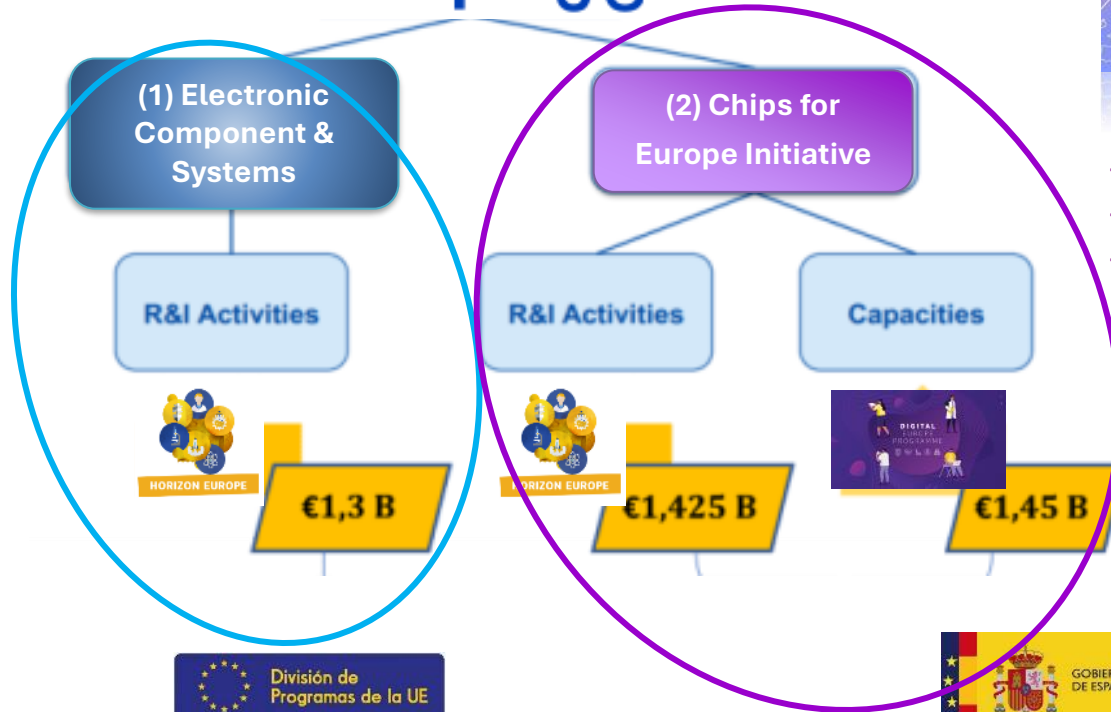 (1) Electronic
Component &
Systems
(2) Chips for
Europe Initiative
R&I Activities
R&I Activities
Capacities
HORIZON EUROPE
HORIZON EUROPE
DIGITAL
EUROPE
PROGRAMME
€1,3 B
€1,425 B
€1,45 B
División de
Programas de la UE
GOBIER
DE ESPA